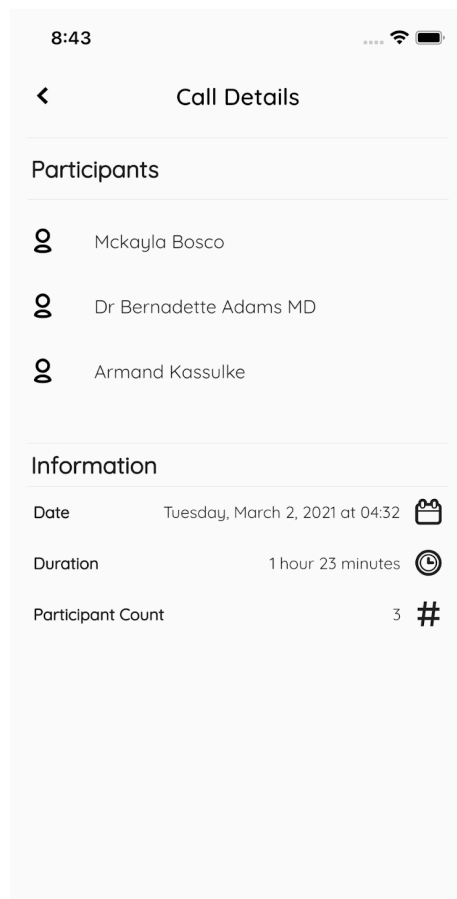 8:43
Call Details
Participants
Mckayla Bosco
Dr Bernadette Adams MD
Armand Kassulke
Information
Date Tuesday, March 2, 2021 at 04:32
Duration 1 hour 23 minutes
Participant Count 3 #